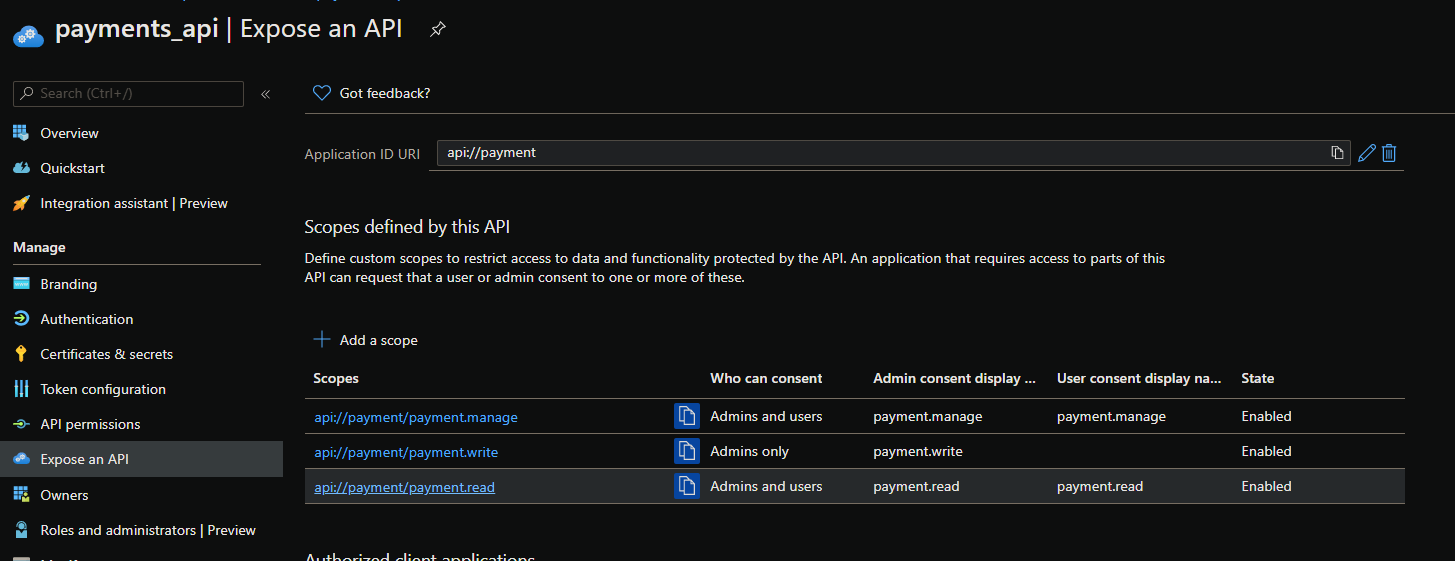 payments_api | Expose an API
Search (Ctrl+/)
«
Overview
Quickstart
Integration assistant | Preview
Manage
Branding
Authentication
Certificates & secrets
Token configuration
API permissions
Expose an API
Owners
Roles and administrators | Preview
Got feedback?
Application ID URI
api://payment
Scopes defined by this API
Define custom scopes to restrict access to data and functionality protected by the API. An application that requires access to parts of this
API can request that a user or admin consent to one or more of these.
Add a scope
Scopes Who can consent Admin consent display ... User consent display na... State
api://payment/payment.manage Admins and users payment.manage payment.manage Enabled
api://payment/payment.write Admins only payment.write Enabled
api://payment/payment.read Admins and users payment.read payment.read Enabled
Authorized client applications